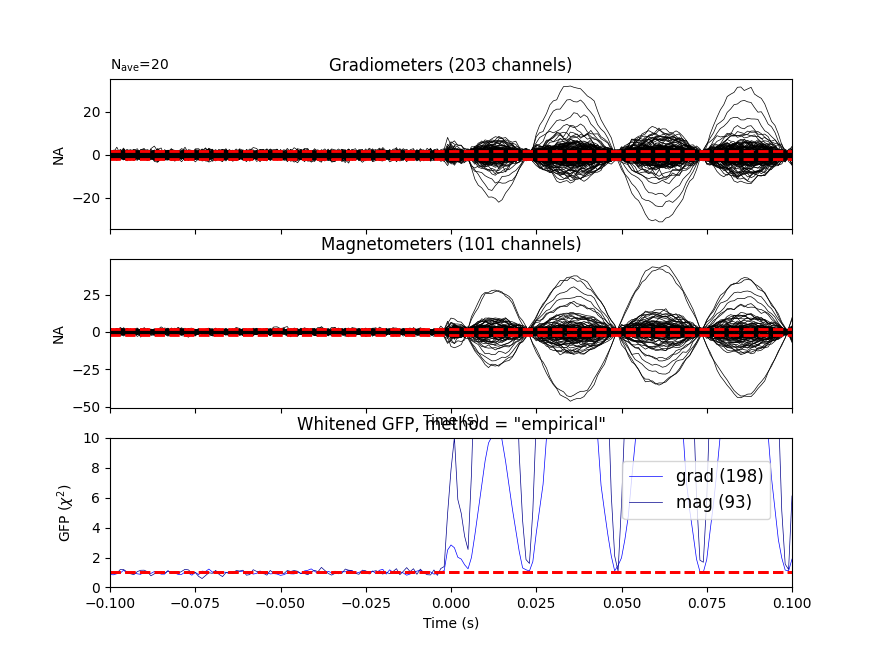 N_ave=20
Gradiometers (203 channels)
20
0
−20
NA
Magnetometers (101 channels)
25
0
−25
−50
NA
Time (s)
Whitened GFP, method = "empirical"
10
8
6
4
2
0
GFP (χ²)
grad (198)
mag (93)
−0.100 −0.075 −0.050 −0.025 0.000 0.025 0.050 0.075 0.100
Time (s)